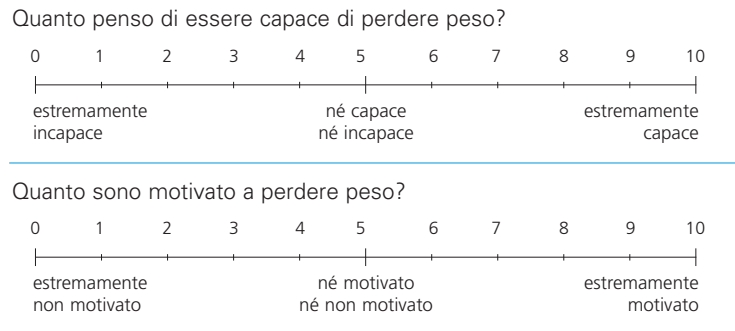 Quanto penso di essere capace di perdere peso?
0 1 2 3 4 5 6 7 8 9 10
estremamente né capace estremamente
incapace né incapace capace
Quanto sono motivato a perdere peso?
0 1 2 3 4 5 6 7 8 9 10
estremamente né motivato estremamente
non motivato né non motivato motivato